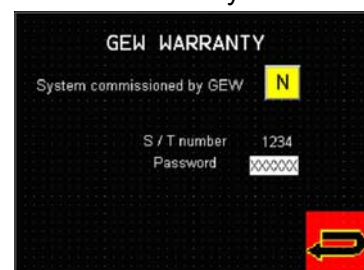 GEW WARRANTY
System commissioned by GEW N
S / T number 1234
Password XXXXXX